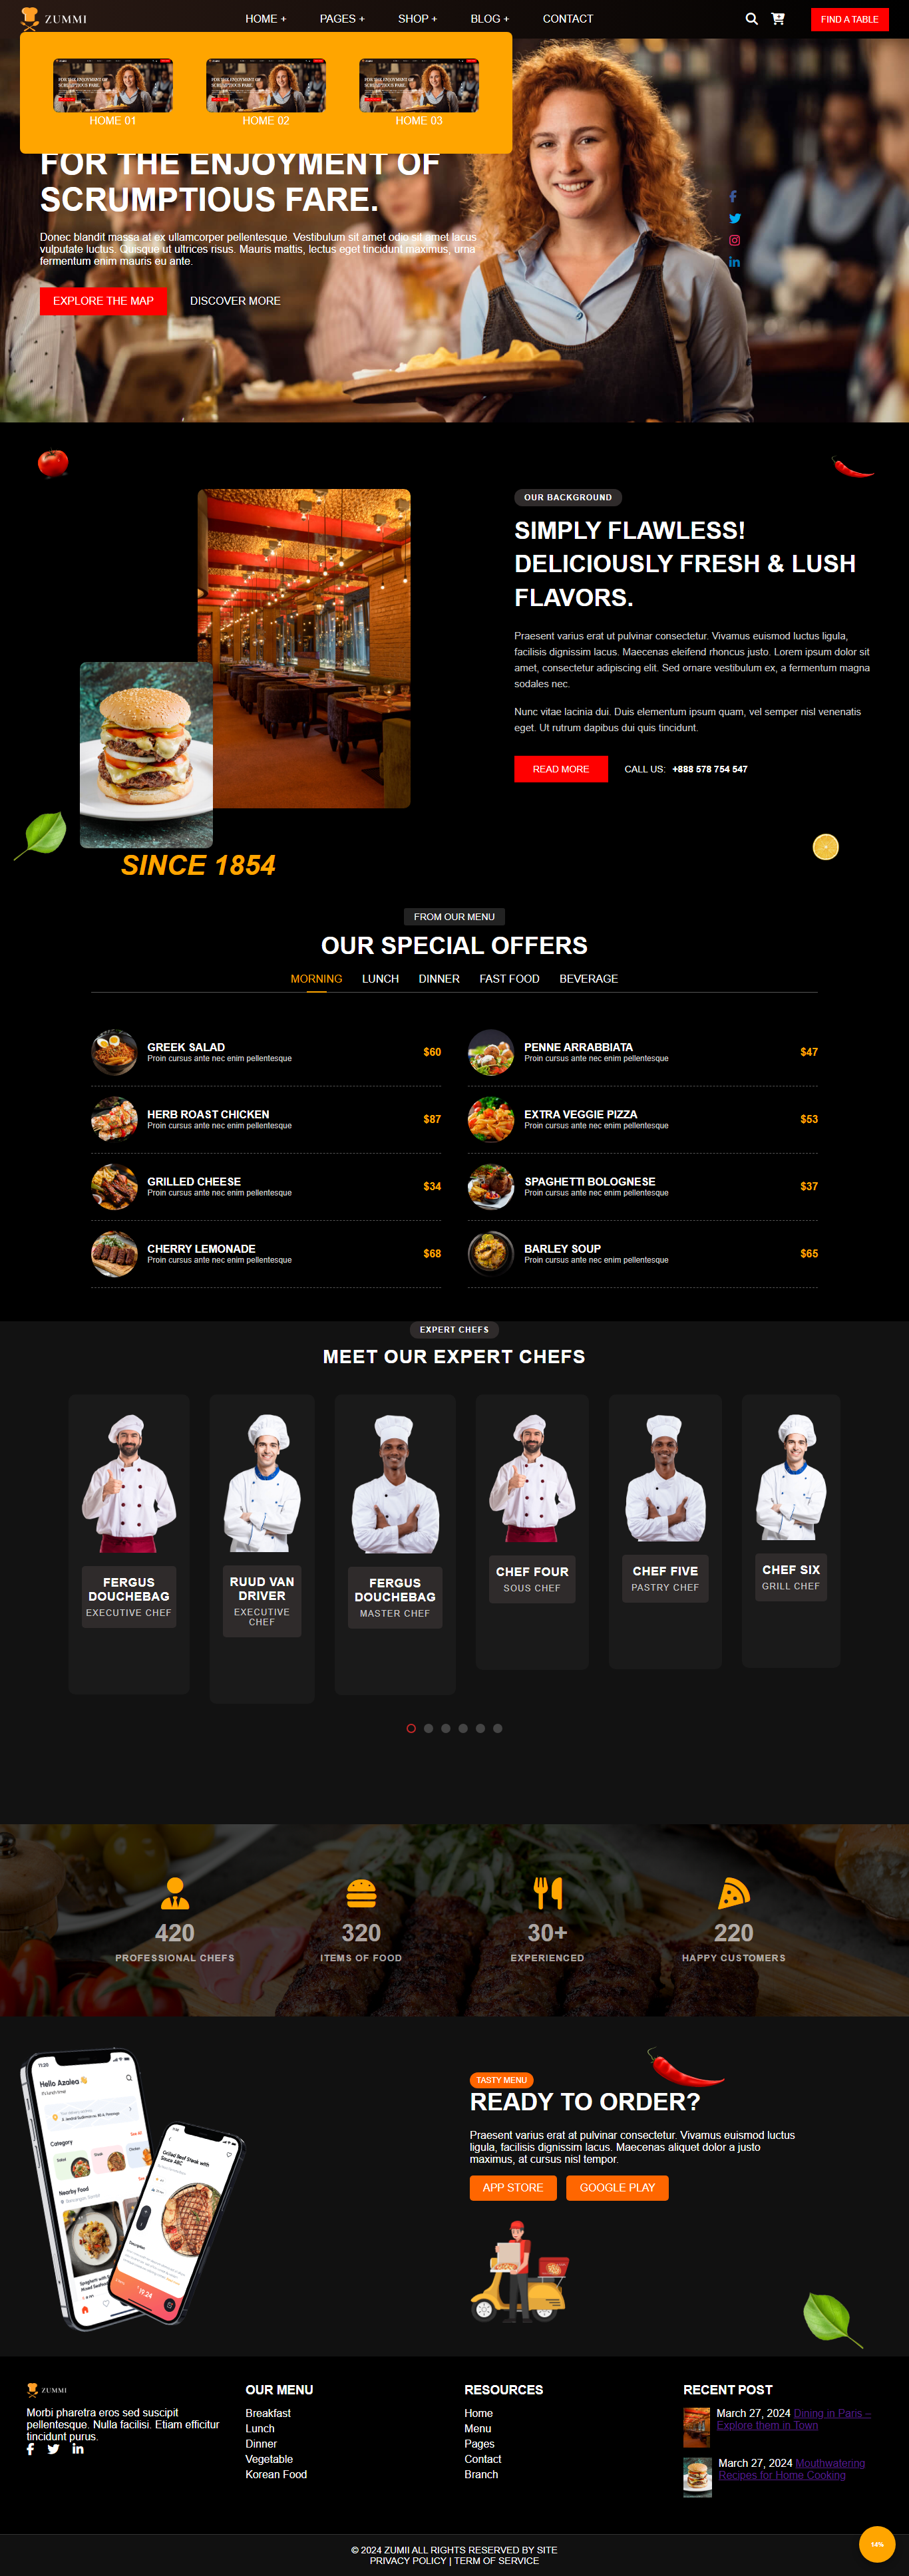 ZUMMI
HOME +
PAGES +
SHOP +
BLOG +
CONTACT
FIND A TABLE
HOME 01
HOME 02
HOME 03
FOR THE ENJOYMENT OF
SCRUMPTIOUS FARE.
Donec blandit massa at ex ullamcorper pellentesque. Vestibulum sit amet odio sit amet lacus
vulputate luctus. Quisque ut ultrices risus. Mauris mattis, lectus eget tincidunt maximus, urna
fermentum enim mauris eu ante.
EXPLORE THE MAP
DISCOVER MORE
OUR BACKGROUND
SIMPLY FLAWLESS!
DELICIOUSLY FRESH & LUSH
FLAVORS.
Praesent varius erat ut pulvinar consectetur. Vivamus euismod luctus ligula,
facilisis dignissim lacus. Maecenas eleifend rhoncus justo. Lorem ipsum dolor sit
amet, consectetur adipiscing elit. Sed ornare vestibulum ex, a fermentum magna
sodales nec.
Nunc vitae lacinia dui. Duis elementum ipsum quam, vel semper nisl venenatis
eget. Ut rutrum dapibus dui quis tincidunt.
READ MORE
CALL US: +888 578 754 547
SINCE 1854
FROM OUR MENU
OUR SPECIAL OFFERS
MORNING
LUNCH
DINNER
FAST FOOD
BEVERAGE
GREEK SALAD
Proin cursus ante nec enim pellentesque
$60
PENNE ARRABBIATA
Proin cursus ante nec enim pellentesque
$47
HERB ROAST CHICKEN
Proin cursus ante nec enim pellentesque
$87
EXTRA VEGGIE PIZZA
Proin cursus ante nec enim pellentesque
$53
GRILLED CHEESE
Proin cursus ante nec enim pellentesque
$34
SPAGHETTI BOLOGNESE
Proin cursus ante nec enim pellentesque
$37
CHERRY LEMONADE
Proin cursus ante nec enim pellentesque
$68
BARLEY SOUP
Proin cursus ante nec enim pellentesque
$65
EXPERT CHEFS
MEET OUR EXPERT CHEFS
FERGUS
DOUCHEBAG
EXECUTIVE CHEF
RUUD VAN
DRIVER
EXECUTIVE
CHEF
FERGUS
DOUCHEBAG
MASTER CHEF
CHEF FOUR
SOUS CHEF
CHEF FIVE
PASTRY CHEF
CHEF SIX
GRILL CHEF
420
PROFESSIONAL CHEFS
320
ITEMS OF FOOD
30+
EXPERIENCED
220
HAPPY CUSTOMERS
Hello Azalea
Category
Nearby Food
Grilled Beef Steak with
Sauce ABC
Description
19.24
TASTY MENU
READY TO ORDER?
Praesent varius erat at pulvinar consectetur. Vivamus euismod luctus
ligula, facilisis dignissim lacus. Maecenas aliquet dolor a justo
maximus, at cursus nisl tempor.
APP STORE
GOOGLE PLAY
ZUMMI
Morbi pharetra eros sed suscipit
pellentesque. Nulla facilisi. Etiam efficitur
tincidunt purus.
OUR MENU
Breakfast
Lunch
Dinner
Vegetable
Korean Food
RESOURCES
Home
Menu
Pages
Contact
Branch
RECENT POST
March 27, 2024 Dining in Paris –
Explore them in Town
March 27, 2024 Mouthwatering
Recipes for Home Cooking
14%
© 2024 ZUMII ALL RIGHTS RESERVED BY SITE
PRIVACY POLICY | TERM OF SERVICE